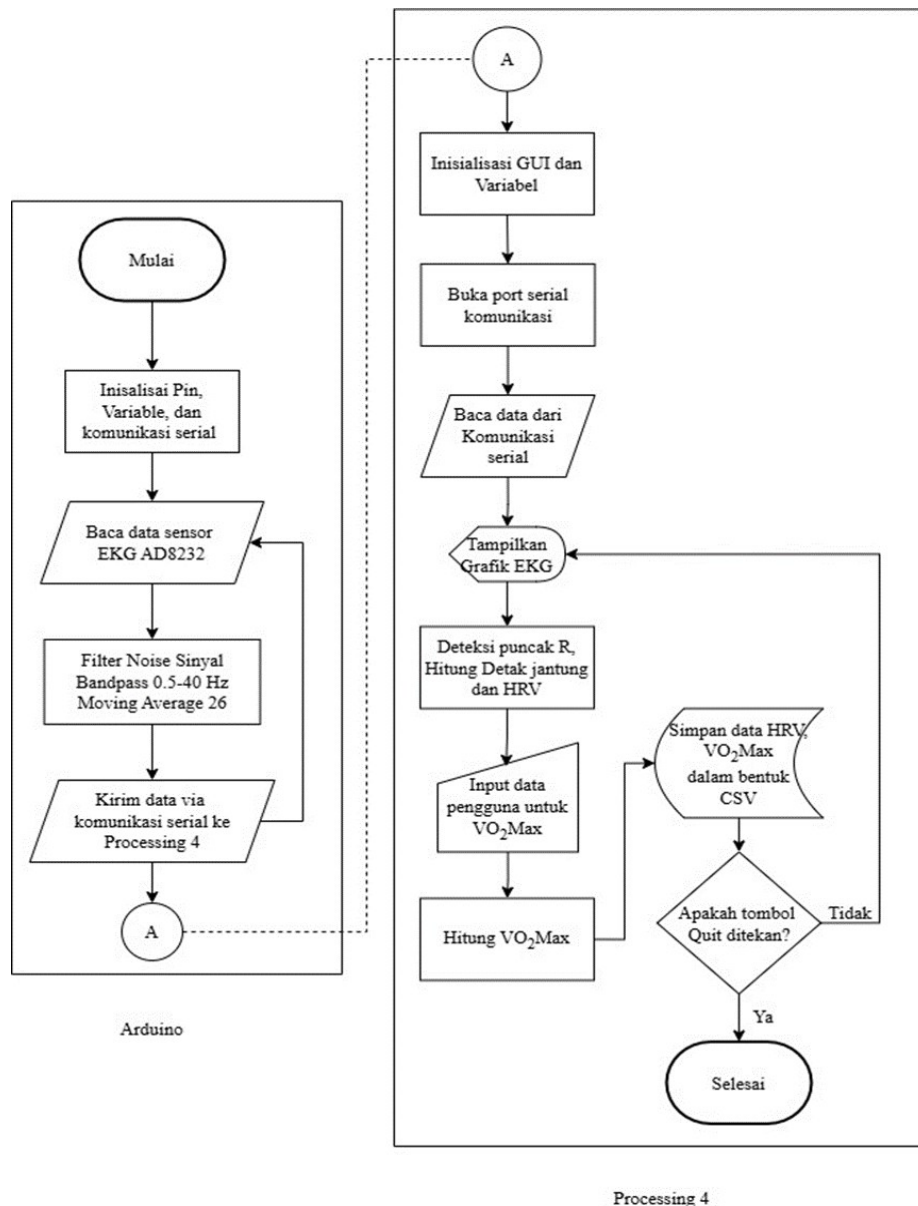 Mulai
Inisalisai Pin,
Variable, dan
komunikasi serial
Baca data sensor
EKG AD8232
Filter Noise Sinyal
Bandpass 0.5-40 Hz
Moving Average 26
Kirim data via
komunikasi serial ke
Processing 4
A
Arduino
A
Inisialisasi GUI dan
Variabel
Buka port serial
komunikasi
Baca data dari
Komunikasi
serial
Tampilkan
Grafik EKG
Deteksi puncak R,
Hitung Detak jantung
dan HRV
Input data
pengguna untuk
VO₂Max
Hitung VO₂Max
Simpan data HRV,
VO₂Max
dalam bentuk
CSV
Apakah tombol
Quit ditekan?
Tidak
Ya
Selesai
Processing 4